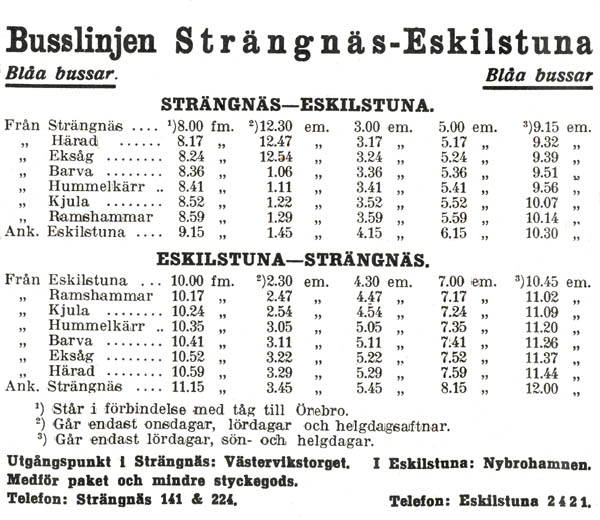 Busslinjen Strängnäs-Eskilstuna
Blåa bussar. Blåa bussar
STRÄNGNÄS—ESKILSTUNA.
Från Strängnäs .... ¹)8.00 fm. ²)12.30 em. 3.00 em. 5.00 em. ³)9.15 em.
„ Härad ...... 8.17 „ 12.47 „ 3.17 „ 5.17 „ 9.32 „
„ Eksåg ........ 8.24 „ 12.54 „ 3.24 „ 5.24 „ 9.39 „
„ Barva ........ 8.36 „ 1.06 „ 3.36 „ 5.36 „ 9.51 „
„ Hummelkärr .. 8.41 „ 1.11 „ 3.41 „ 5.41 „ 9.56 „
„ Kjula ........ 8.52 „ 1.22 „ 3.52 „ 5.52 „ 10.07 „
„ Ramshammar 8.59 „ 1.29 „ 3.59 „ 5.59 „ 10.14 „
Ank. Eskilstuna .... 9.15 „ 1.45 „ 4.15 „ 6.15 „ 10.30 „
ESKILSTUNA—STRÄNGNÄS.
Från Eskilstuna ... 10.00 fm. ²)2.30 em. 4.30 em. 7.00 em. ³)10.45 em.
„ Ramshammar 10.17 „ 2.47 „ 4.47 „ 7.17 „ 11.02 „
„ Kjula ........ 10.24 „ 2.54 „ 4.54 „ 7.24 „ 11.09 „
„ Hummelkärr .. 10.35 „ 3.05 „ 5.05 „ 7.35 „ 11.20 „
„ Barva ........ 10.41 „ 3.11 „ 5.11 „ 7.41 „ 11.26 „
„ Eksåg ........ 10.52 „ 3.22 „ 5.22 „ 7.52 „ 11.37 „
„ Härad ........ 10.59 „ 3.29 „ 5.29 „ 7.59 „ 11.44 „
Ank. Strängnäs .... 11.15 „ 3.45 „ 5.45 „ 8.15 „ 12.00 „
¹) Står i förbindelse med tåg till Örebro.
²) Går endast onsdagar, lördagar och helgdagsaftnar.
³) Går endast lördagar, sön- och helgdagar.
Utgångspunkt i Strängnäs: Västervikstorget. I Eskilstuna: Nybrohamnen.
Medför paket och mindre styckegods.
Telefon: Strängnäs 141 & 224. Telefon: Eskilstuna 2421.